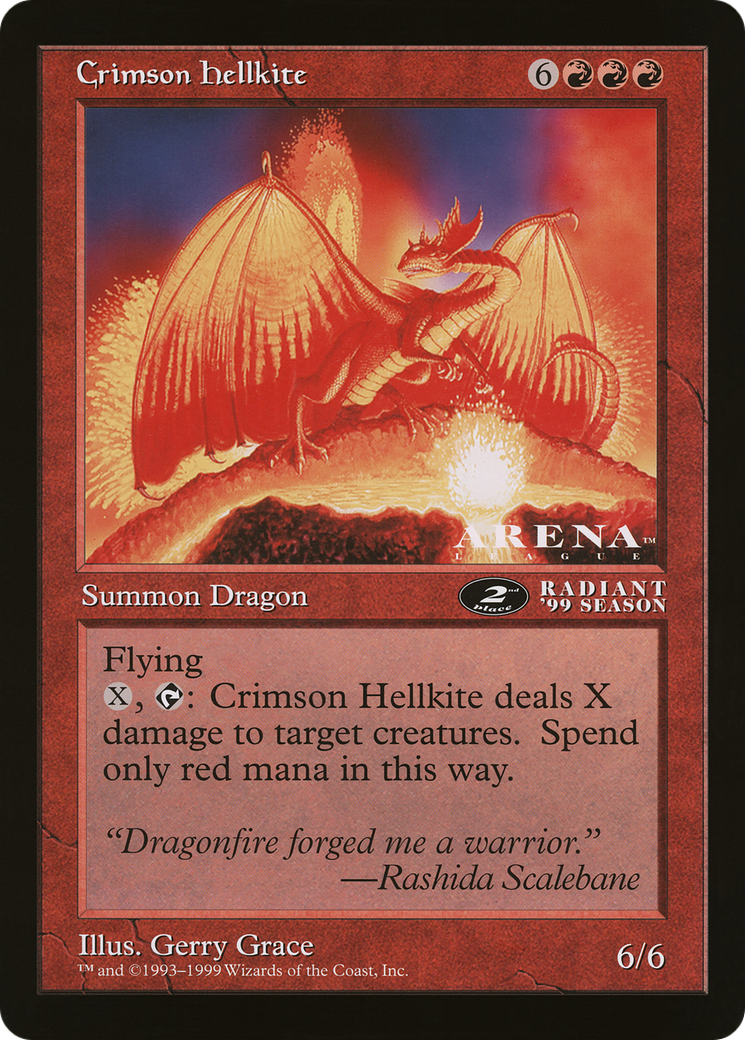 Crimson Hellkite 6
ARENA™
LEAGUE
Summon Dragon
2nd place
RADIANT
'99 SEASON
Flying
X, : Crimson Hellkite deals X
damage to target creatures. Spend
only red mana in this way.
“Dragonfire forged me a warrior.”
—Rashida Scalebane
Illus. Gerry Grace
™ and ©1993–1999 Wizards of the Coast, Inc.
6/6